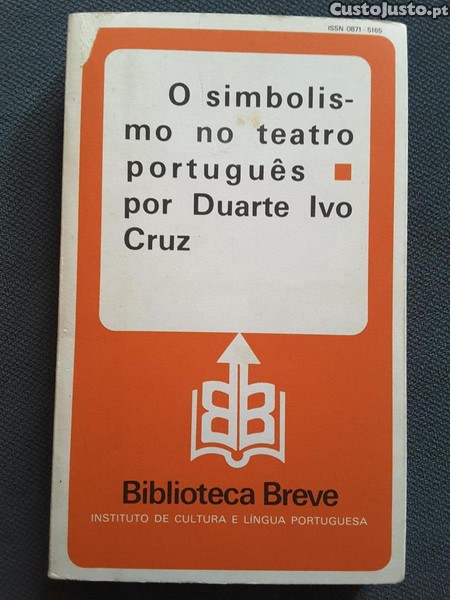 CustoJusto.pt
ISSN 0871 - 5165
O simbolis-
mo no teatro
português ■
por Duarte Ivo
Cruz
BB
Biblioteca Breve
INSTITUTO DE CULTURA E LÍNGUA PORTUGUESA